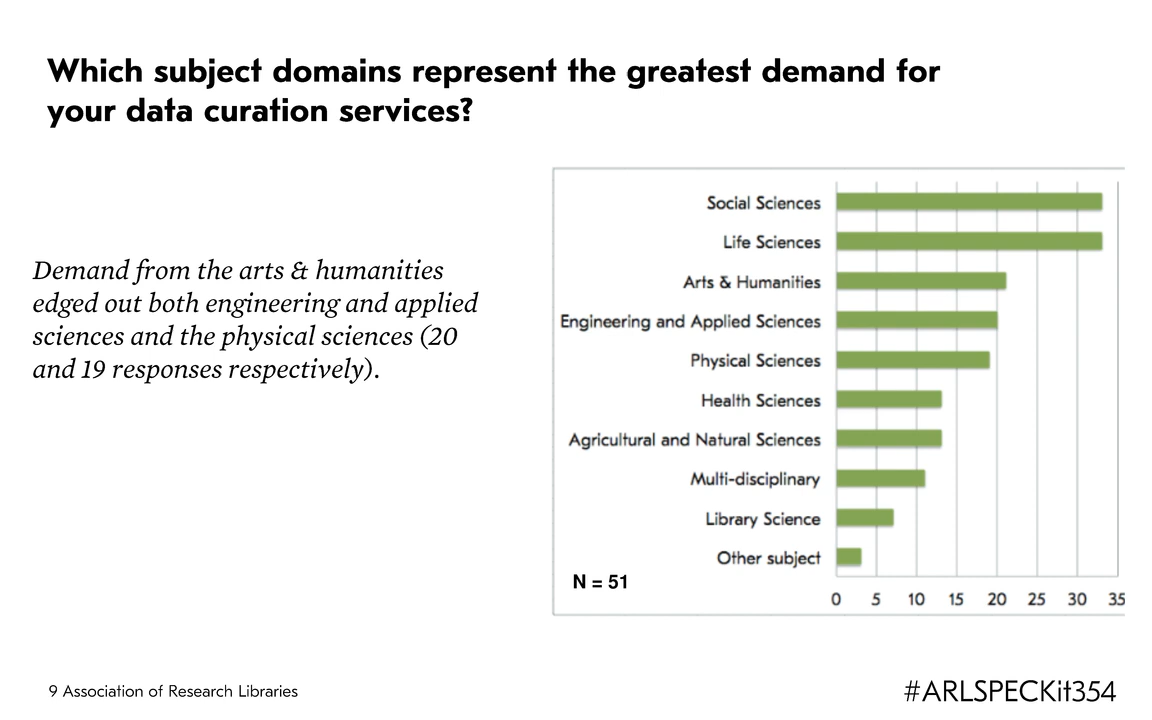 Which subject domains represent the greatest demand for
your data curation services?
Demand from the arts & humanities
edged out both engineering and applied
sciences and the physical sciences (20
and 19 responses respectively).
Social Sciences
Life Sciences
Arts & Humanities
Engineering and Applied Sciences
Physical Sciences
Health Sciences
Agricultural and Natural Sciences
Multi-disciplinary
Library Science
Other subject
N = 51
0 5 10 15 20 25 30 35
9 Association of Research Libraries
#ARLSPECKit354